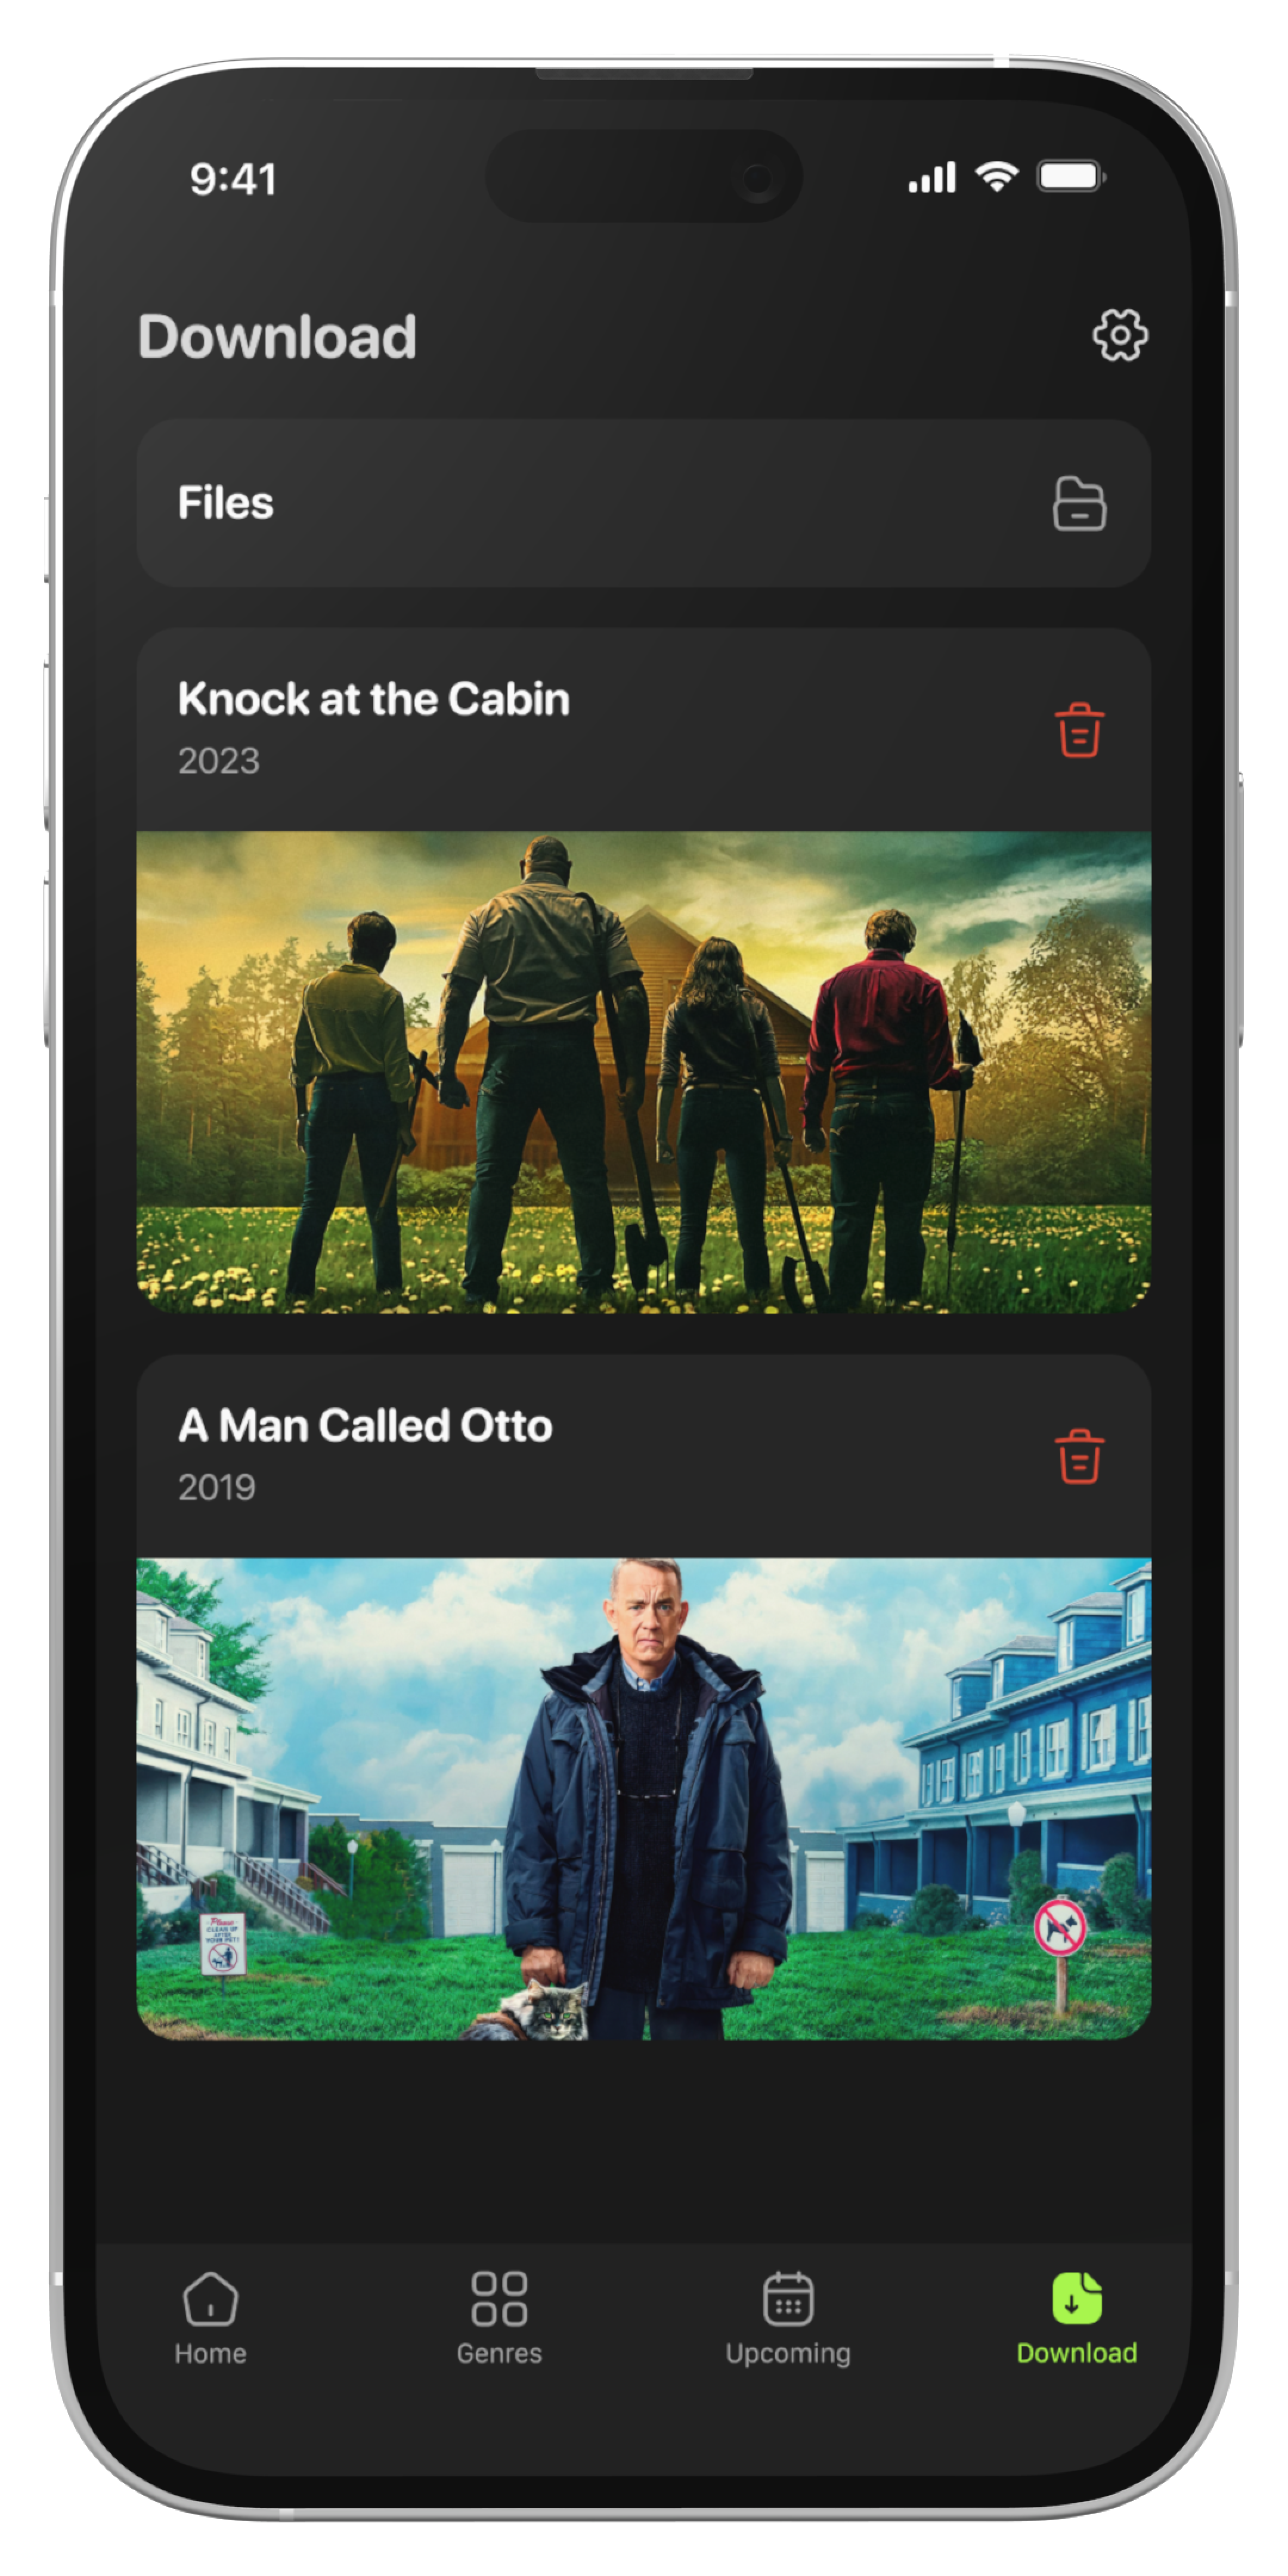 9:41
Download
Files
Knock at the Cabin
2023
A Man Called Otto
2019
Please
CLEAN UP
AFTER
YOUR PET!
Home
Genres
Upcoming
Download